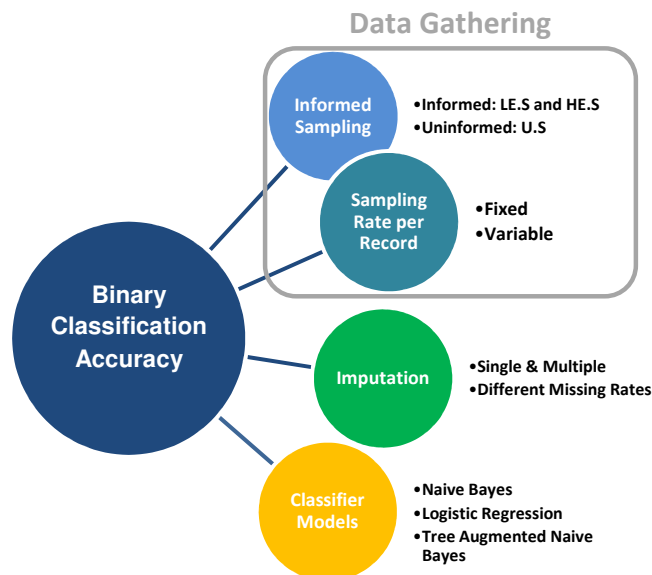 Data Gathering
Informed
Sampling
•Informed: LE.S and HE.S
•Uninformed: U.S
Sampling
Rate per
Record
•Fixed
•Variable
Binary
Classification
Accuracy
Imputation
•Single & Multiple
•Different Missing Rates
Classifier
Models
•Naive Bayes
•Logistic Regression
•Tree Augmented Naive
Bayes